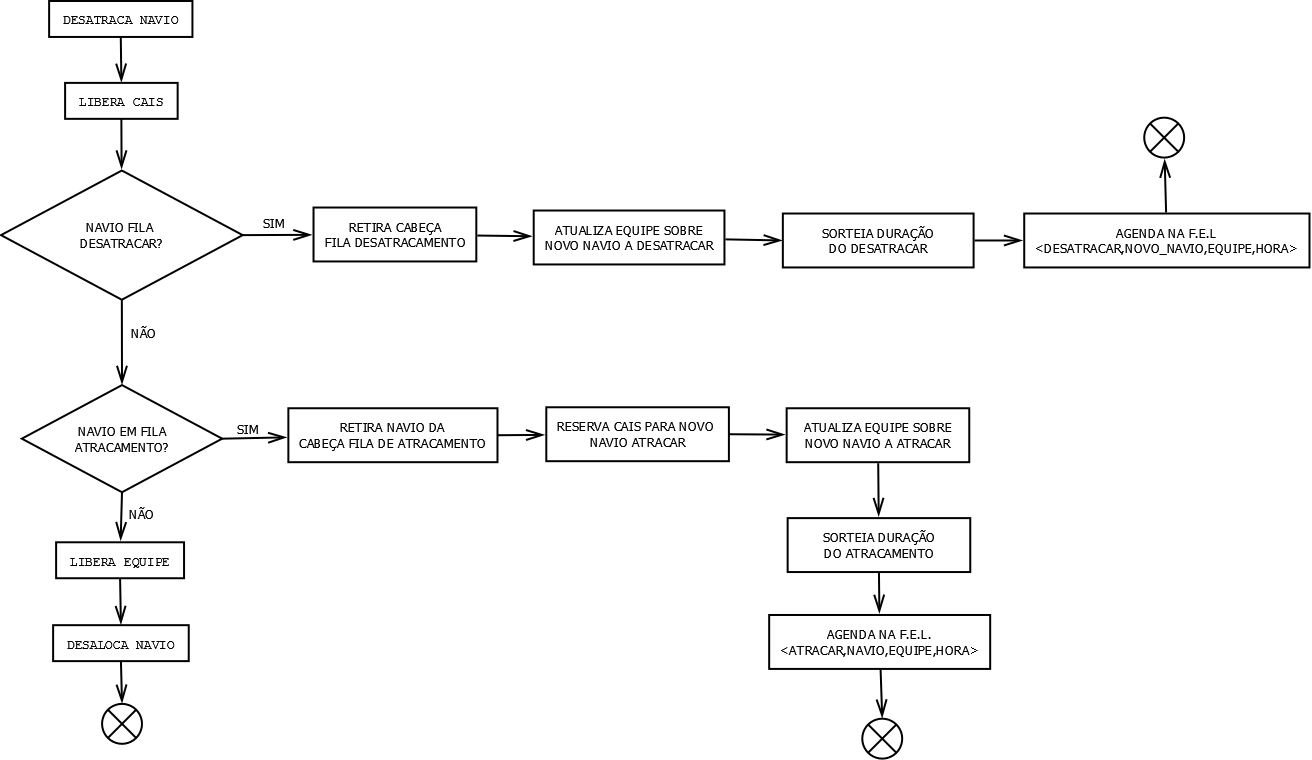 DESATRACA NAVIO
LIBERA CAIS
NAVIO FILA
DESATRACAR?
SIM
RETIRA CABEÇA
FILA DESATRACAMENTO
ATUALIZA EQUIPE SOBRE
NOVO NAVIO A DESATRACAR
SORTEIA DURAÇÃO
DO DESATRACAR
AGENDA NA F.E.L
<DESATRACAR,NOVO_NAVIO,EQUIPE,HORA>
NÃO
NAVIO EM FILA
ATRACAMENTO?
SIM
RETIRA NAVIO DA
CABEÇA FILA DE ATRACAMENTO
RESERVA CAIS PARA NOVO
NAVIO ATRACAR
ATUALIZA EQUIPE SOBRE
NOVO NAVIO A ATRACAR
SORTEIA DURAÇÃO
DO ATRACAMENTO
AGENDA NA F.E.L.
<ATRACAR,NAVIO,EQUIPE,HORA>
NÃO
LIBERA EQUIPE
DESALOCA NAVIO